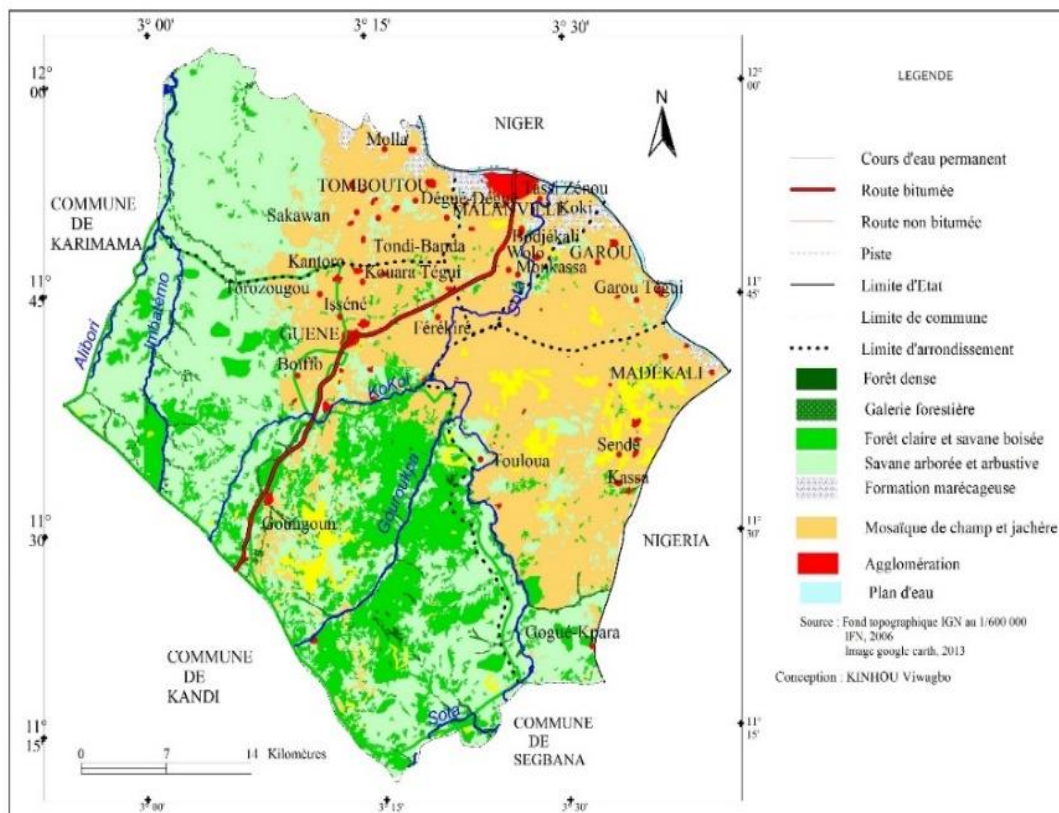 3° 00'
3° 15'
3° 30'
12° 00'
12° 00'
LEGENDE
N
NIGER
Molla
TOMBOUTOU
Tassi Zénou
Dégué-Dégué
MALANVILLE
Koki
COMMUNE
DE
KARIMAMA
Sakawan
Bodjékali
Tondi-Banda
Wolo
GAROU
Kantoro
Kouara Tégui
Monkassa
11° 45'
11° 45'
Torozougou
Garou Tégui
Isséné
Sota
Alibori
GUENE
Férékiré
Boiffo
MADEKALI
KoKoi
Sendé
Touloua
Kassa
Goungoun
11° 30'
11° 30'
NIGERIA
Gogué-Kpara
COMMUNE
DE
KANDI
Sota
COMMUNE
DE
SEGBANA
11° 15'
11° 15'
0 7 14 Kilomètres
3° 00'
3° 15'
3° 30'
Cours d'eau permanent
Route bitumée
Route non bitumée
Piste
Limite d'Etat
Limite de commune
Limite d'arrondissement
Forêt dense
Galerie forestière
Forêt claire et savane boisée
Savane arborée et arbustive
Formation marécageuse
Mosaïque de champ et jachére
Agglomération
Plan d'eau
Source : Fond topographique IGN au 1/600 000
IFN, 2006
Image google earth, 2013
Conception : KINHOU Viwagbo